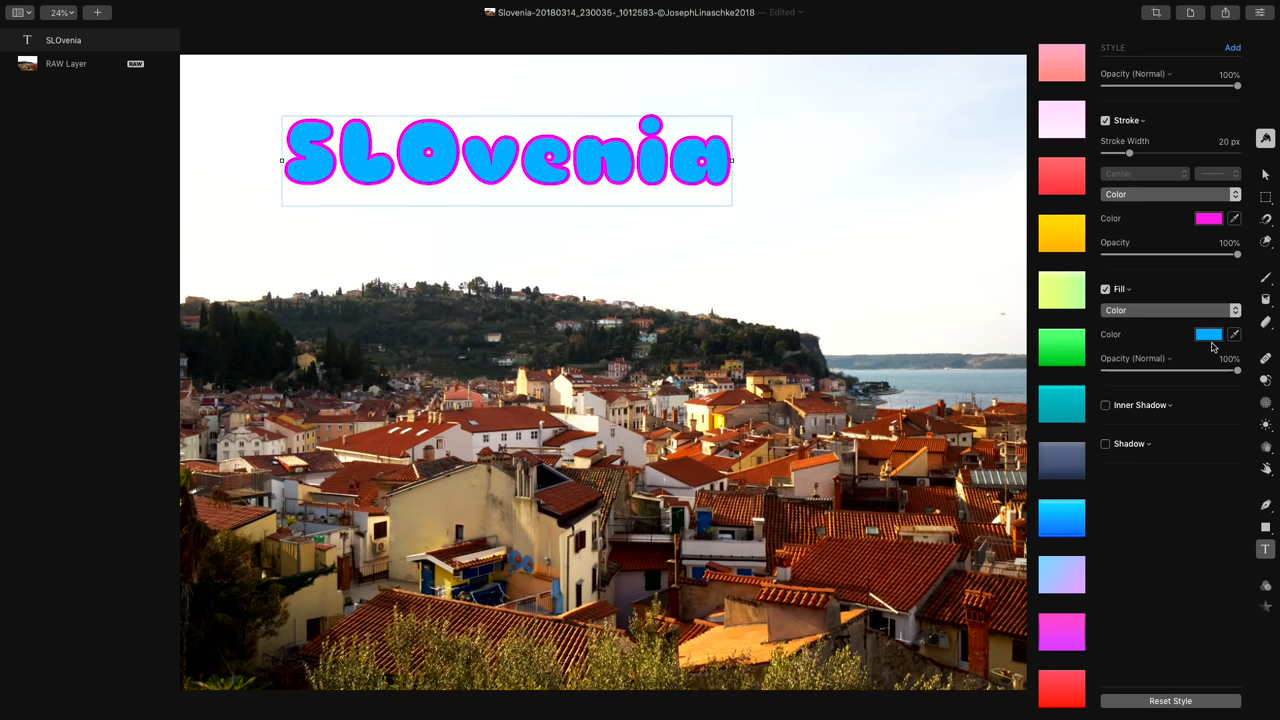 24%
Slovenia-20180314_230035-_1012583-©JosephLinaschke2018 — Edited
SLOvenia
RAW Layer
RAW
SLOvenia
STYLE
Add
Opacity (Normal)
100%
Stroke
Stroke Width
20 px
Center
Color
Color
Opacity
100%
Fill
Color
Color
Opacity (Normal)
100%
Inner Shadow
Shadow
Reset Style
T